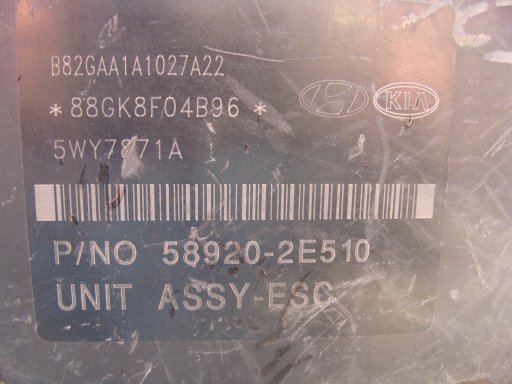 B82GAA1A1027A22
*88GK8F04B96*
KIA
5WY7871A
P/NO 58920-2E510
UNIT ASSY-ESC